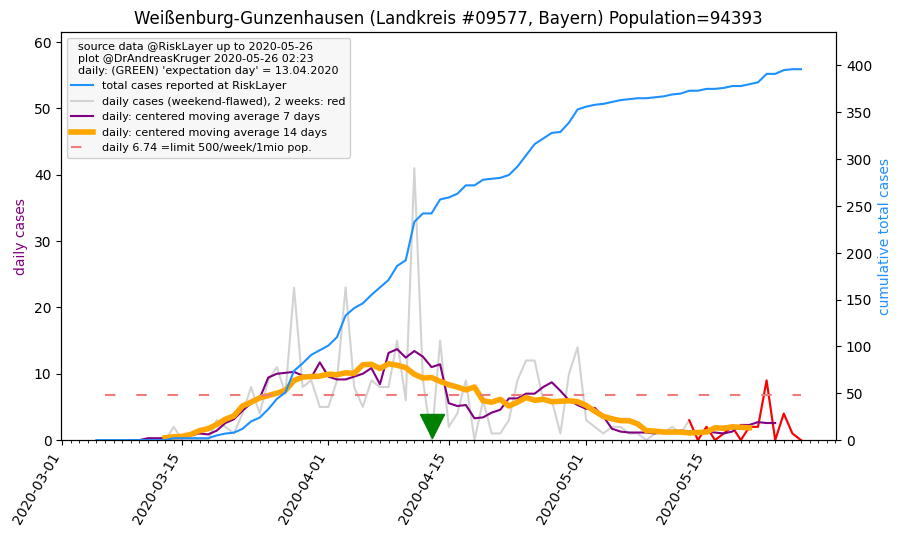 Weißenburg-Gunzenhausen (Landkreis #09577, Bayern) Population=94393
source data @RiskLayer up to 2020-05-26
plot @DrAndreasKruger 2020-05-26 02:23
daily: (GREEN) 'expectation day' = 13.04.2020
total cases reported at RiskLayer
daily cases (weekend-flawed), 2 weeks: red
daily: centered moving average 7 days
daily: centered moving average 14 days
daily 6.74 =limit 500/week/1mio pop.
daily cases
60
50
40
30
20
10
0
cumulative total cases
400
350
300
250
200
150
100
50
0
2020-03-01
2020-03-15
2020-04-01
2020-04-15
2020-05-01
2020-05-15